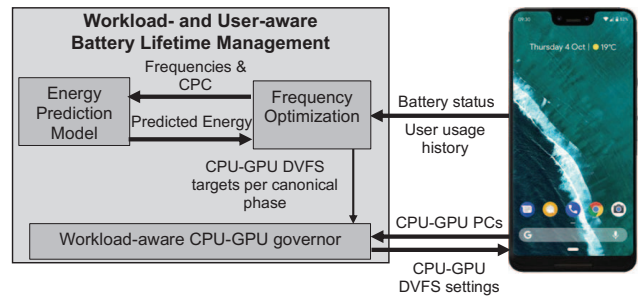 Workload- and User-aware
Battery Lifetime Management
Frequencies &
CPC
Energy
Prediction
Model
Predicted Energy
Frequency
Optimization
CPU-GPU DVFS
targets per canonical
phase
Workload-aware CPU-GPU governor
Battery status
User usage
history
CPU-GPU PCs
CPU-GPU
DVFS settings
Thursday 4 Oct | 19°C
G